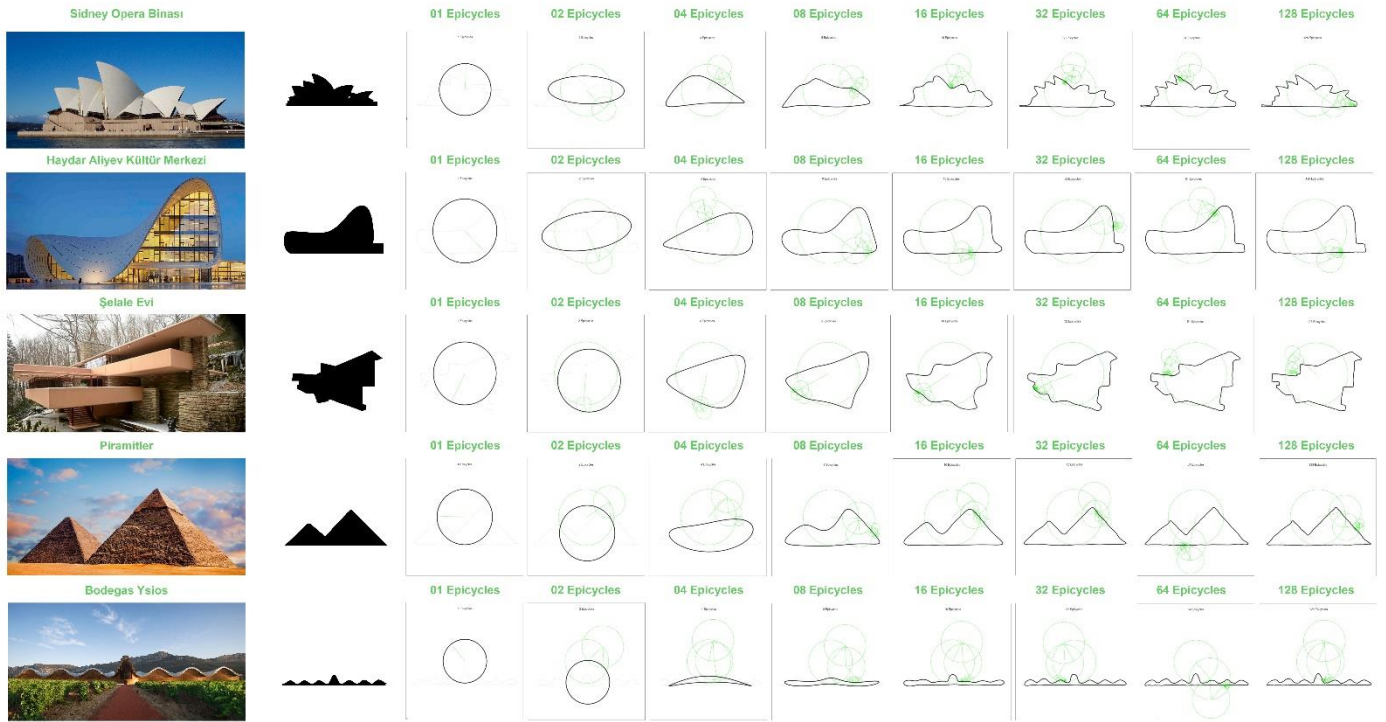 Sidney Opera Binası 01 Epicycles 02 Epicycles 04 Epicycles 08 Epicycles 16 Epicycles 32 Epicycles 64 Epicycles 128 Epicycles
Haydar Aliyev Kültür Merkezi 01 Epicycles 02 Epicycles 04 Epicycles 08 Epicycles 16 Epicycles 32 Epicycles 64 Epicycles 128 Epicycles
Şelale Evi 01 Epicycles 02 Epicycles 04 Epicycles 08 Epicycles 16 Epicycles 32 Epicycles 64 Epicycles 128 Epicycles
Piramitler 01 Epicycles 02 Epicycles 04 Epicycles 08 Epicycles 16 Epicycles 32 Epicycles 64 Epicycles 128 Epicycles
Bodegas Ysios 01 Epicycles 02 Epicycles 04 Epicycles 08 Epicycles 16 Epicycles 32 Epicycles 64 Epicycles 128 Epicycles